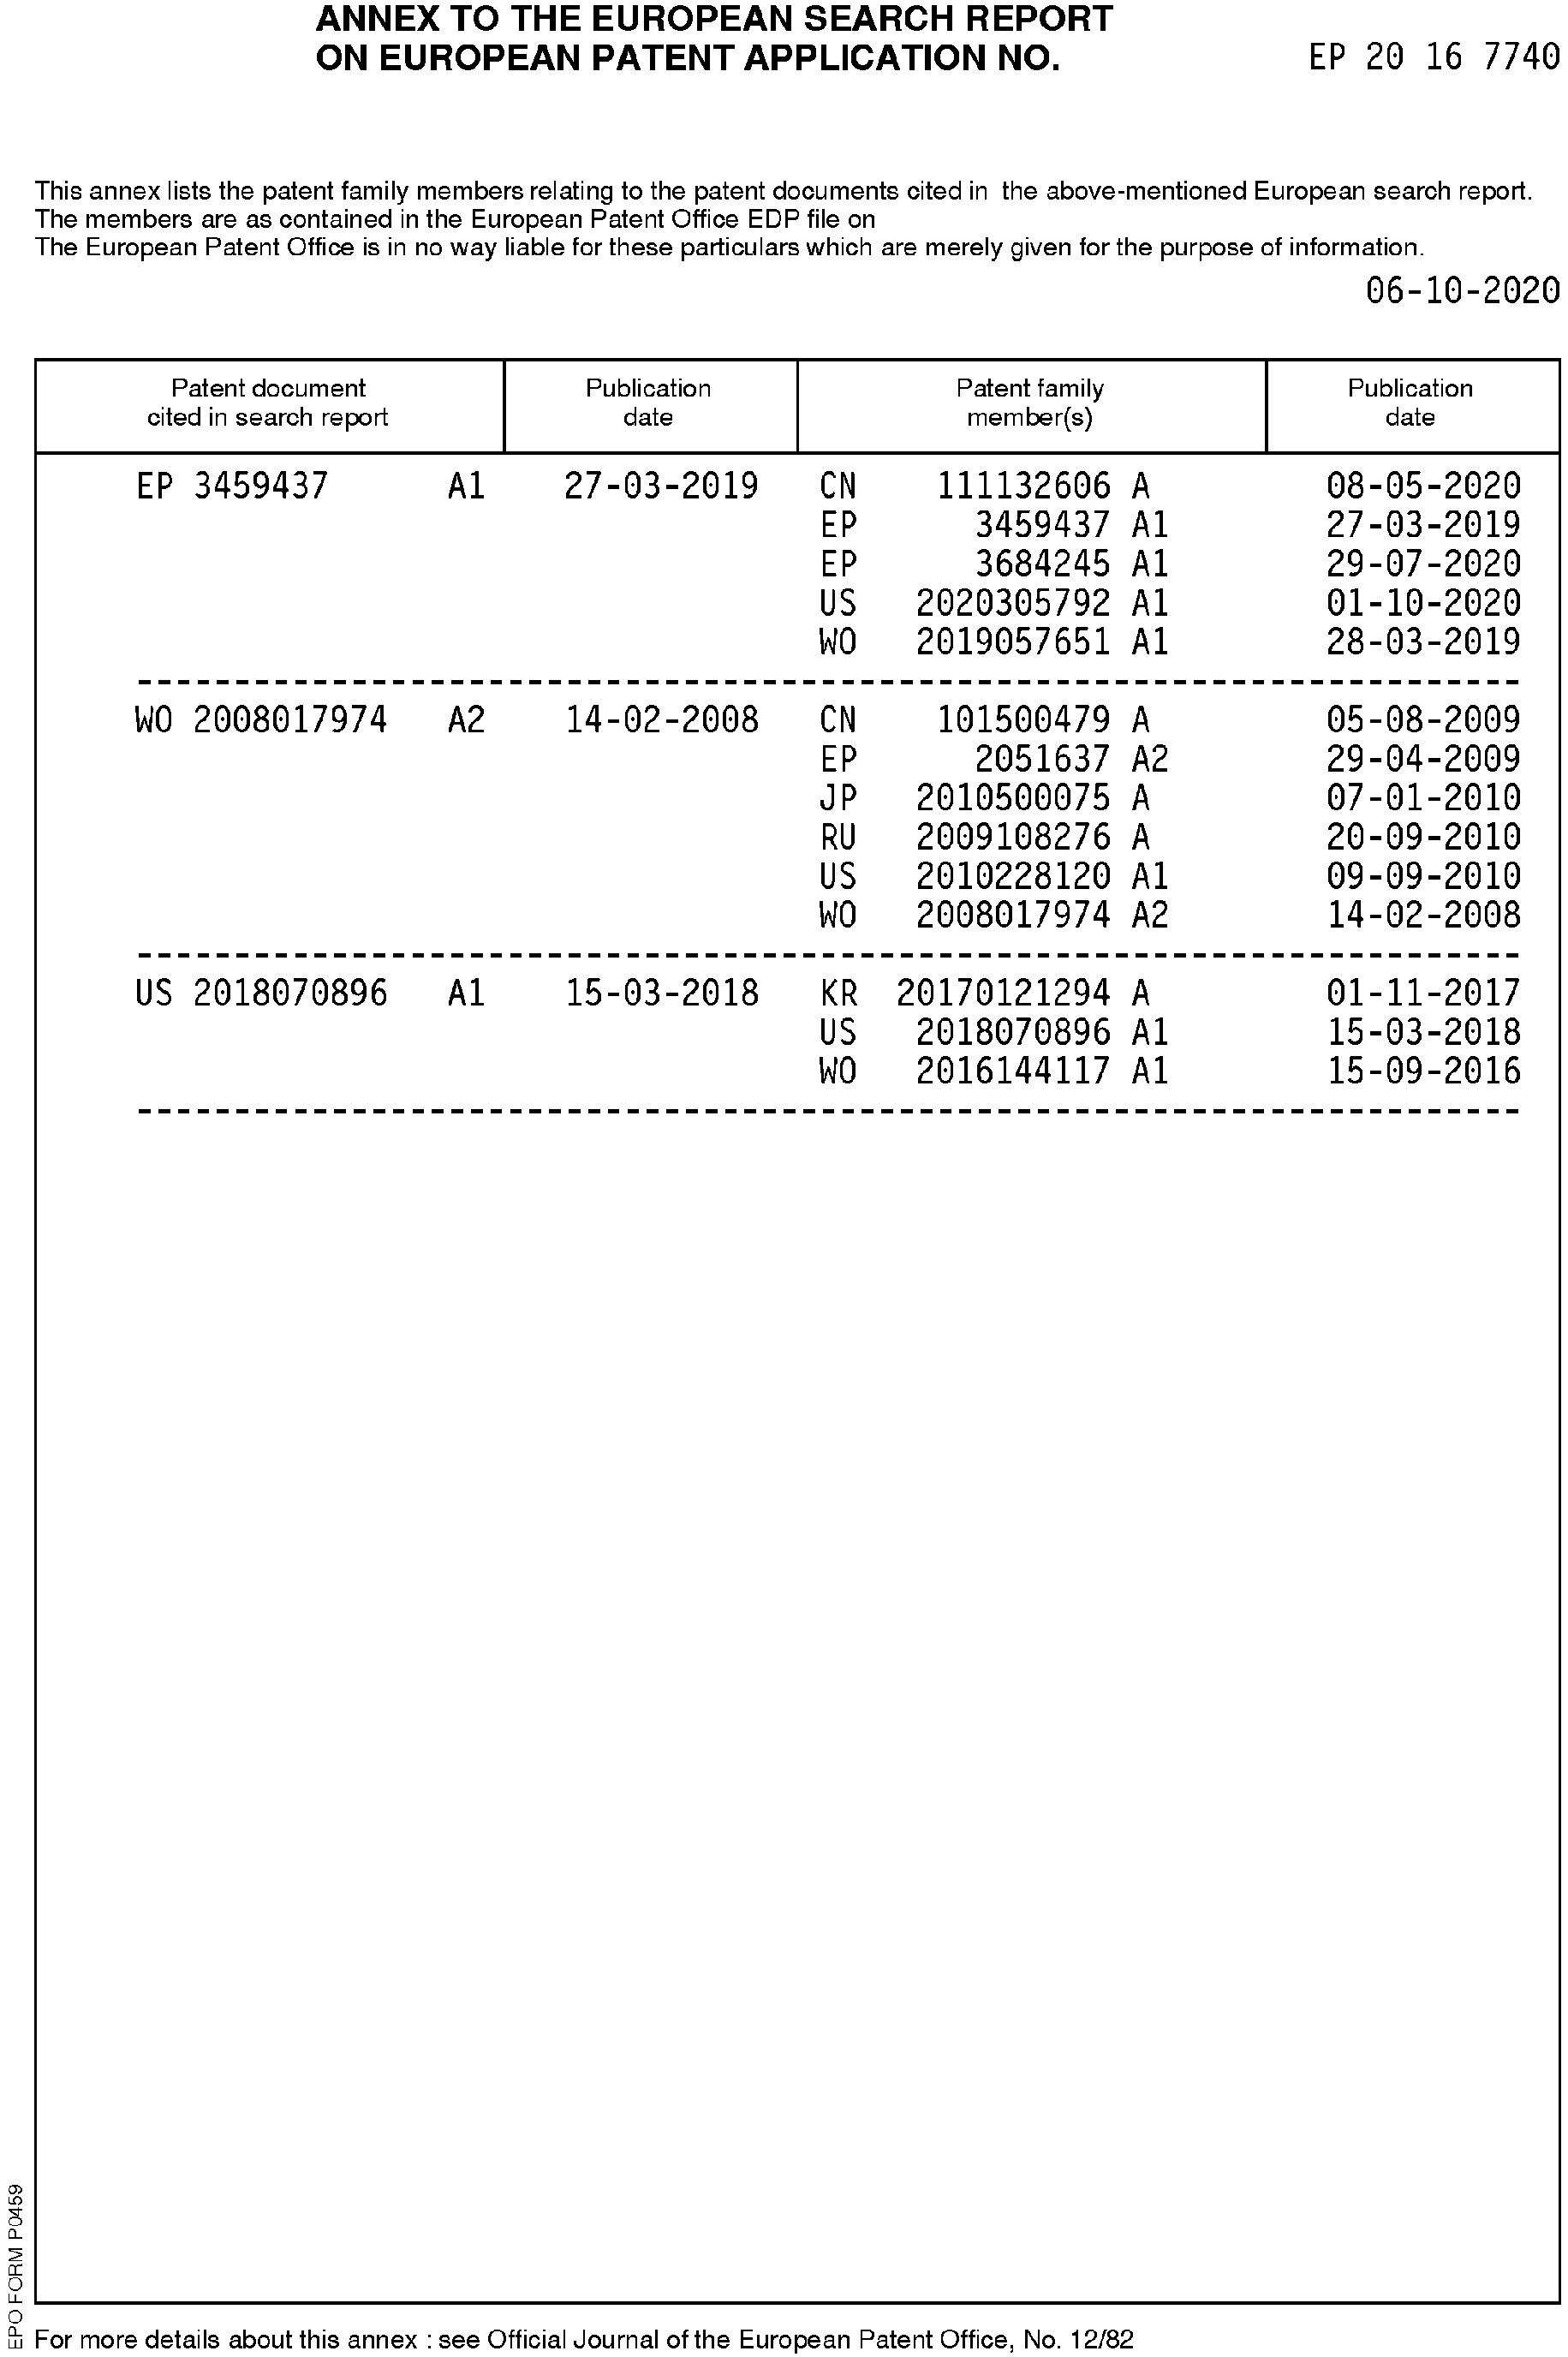 ANNEX TO THE EUROPEAN SEARCH REPORT
ON EUROPEAN PATENT APPLICATION NO. EP 20 16 7740
This annex lists the patent family members relating to the patent documents cited in the above-mentioned European search report.
The members are as contained in the European Patent Office EDP file on
The European Patent Office is in no way liable for these particulars which are merely given for the purpose of information.
06-10-2020
Patent document cited in search report Publication date Patent family member(s) Publication date
EP 3459437 A1 27-03-2019 CN 111132606 A 08-05-2020
EP 3459437 A1 27-03-2019
EP 3684245 A1 29-07-2020
US 2020305792 A1 01-10-2020
WO 2019057651 A1 28-03-2019
WO 2008017974 A2 14-02-2008 CN 101500479 A 05-08-2009
EP 2051637 A2 29-04-2009
JP 2010500075 A 07-01-2010
RU 2009108276 A 20-09-2010
US 2010228120 A1 09-09-2010
WO 2008017974 A2 14-02-2008
US 2018070896 A1 15-03-2018 KR 20170121294 A 01-11-2017
US 2018070896 A1 15-03-2018
WO 2016144117 A1 15-09-2016
EPO FORM P0459
For more details about this annex : see Official Journal of the European Patent Office, No. 12/82